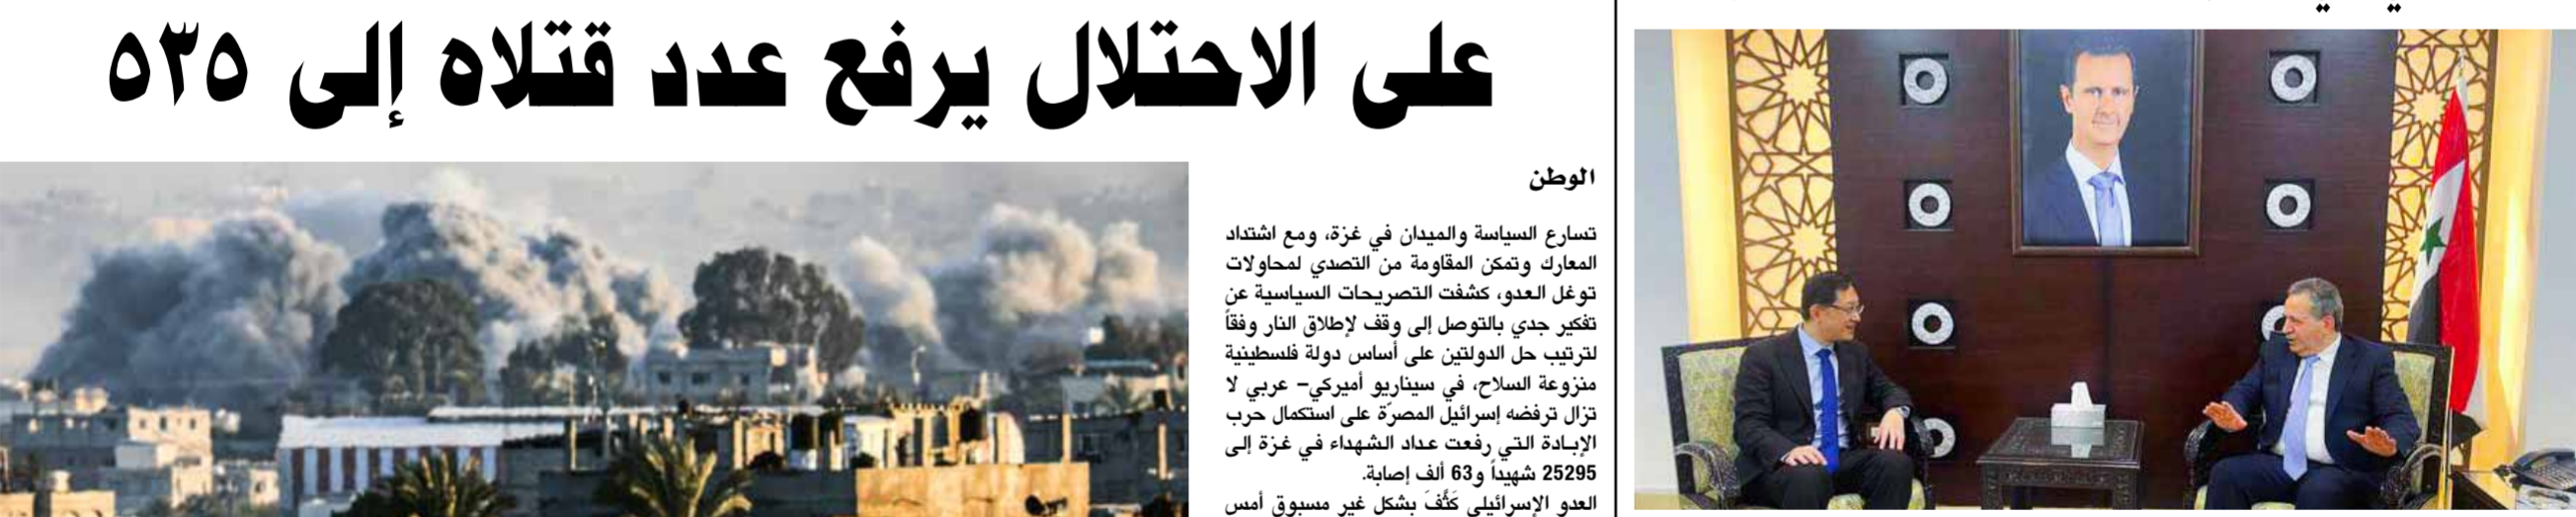 على الاحتلال يرفع عدد قتلاه إلى ٥٣٥
الوطن
تسارع السياسة والميدان في غزة، ومع اشتداد
المعارك وتمكن المقاومة من التصدي لمحاولات
توغل العدو، كشفت التصريحات السياسية عن
تفكير جدي بالتوصل إلى وقف لإطلاق النار وفقاً
لترتيب حل الدولتين على أساس دولة فلسطينية
منزوعة السلاح، في سيناريو أميركي- عربي لا
تزال ترفضه إسرائيل المصرّة على استكمال حرب
الإبادة التي رفعت عداد الشهداء في غزة إلى
25295 شهيداً و63 ألف إصابة.
العدو الإسرائيلي كَثَّفَ بشكل غير مسبوق أمس